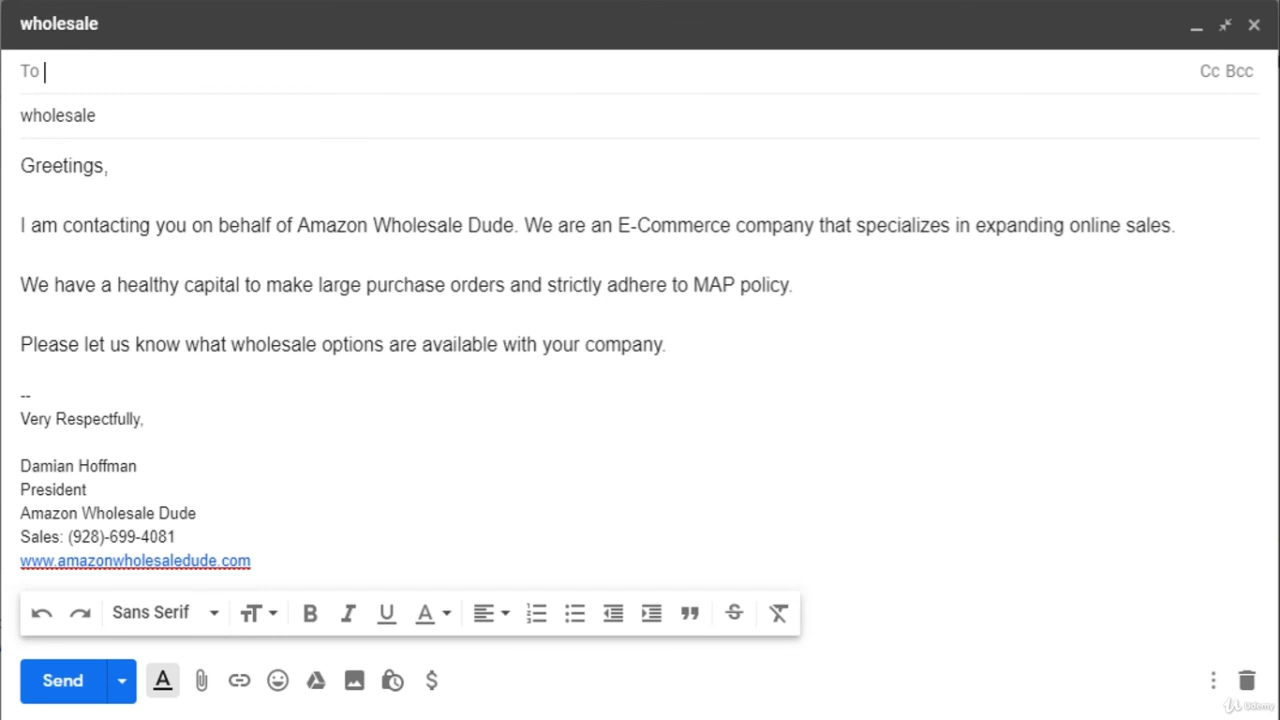 wholesale
To
Cc Bcc
wholesale
Greetings,
I am contacting you on behalf of Amazon Wholesale Dude. We are an E-Commerce company that specializes in expanding online sales.
We have a healthy capital to make large purchase orders and strictly adhere to MAP policy.
Please let us know what wholesale options are available with your company.
--
Very Respectfully,
Damian Hoffman
President
Amazon Wholesale Dude
Sales: (928)-699-4081
www.amazonwholesaledude.com
Sans Serif
Send
Udemy